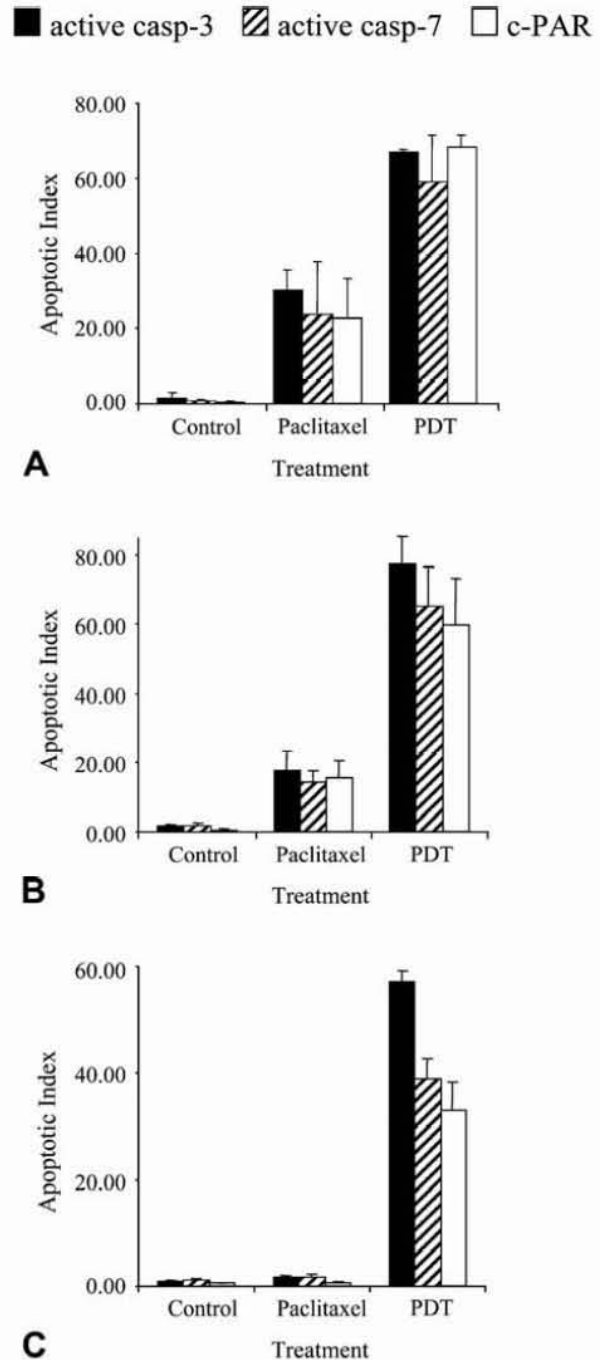 active casp-3 active casp-7 c-PAR
80.00
60.00
40.00
20.00
0.00
Apoptotic Index
Control Paclitaxel PDT
Treatment
A
80.00
60.00
40.00
20.00
0.00
Apoptotic Index
Control Paclitaxel PDT
Treatment
B
60.00
40.00
20.00
0.00
Apoptotic Index
Control Paclitaxel PDT
Treatment
C